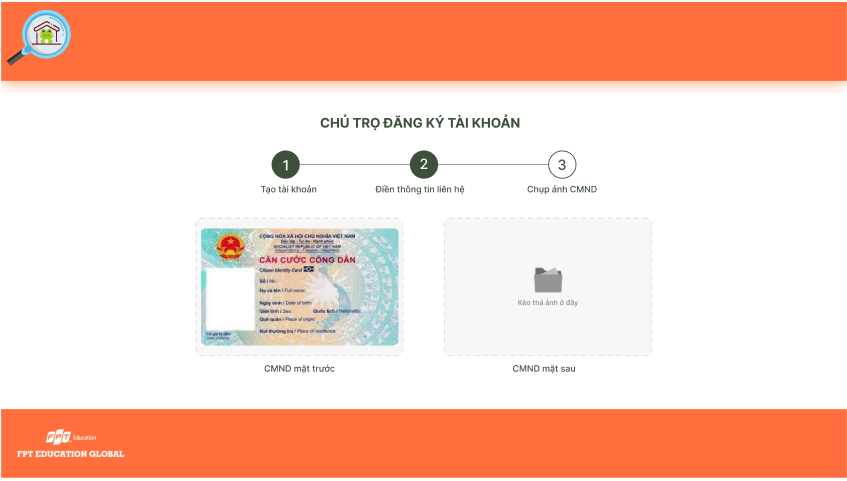 CHỦ TRỌ ĐĂNG KÝ TÀI KHOẢN
1
2
3
Tạo tài khoản
Điền thông tin liên hệ
Chụp ảnh CMND
CỘNG HÒA XÃ HỘI CHỦ NGHĨA VIỆT NAM
Độc lập - Tự do - Hạnh phúc
SOCIALIST REPUBLIC OF VIET NAM
Independence - Freedom - Happiness
CĂN CƯỚC CÔNG DÂN
Citizen Identity Card
Số / No.:
Họ và tên / Full name:
Ngày sinh / Date of birth:
Giới tính / Sex:
Quốc tịch / Nationality:
Quê quán / Place of origin:
Nơi thường trú / Place of residence:
Kéo thả ảnh ở đây
CMND mặt trước
CMND mặt sau
FPT Education
FPT EDUCATION GLOBAL